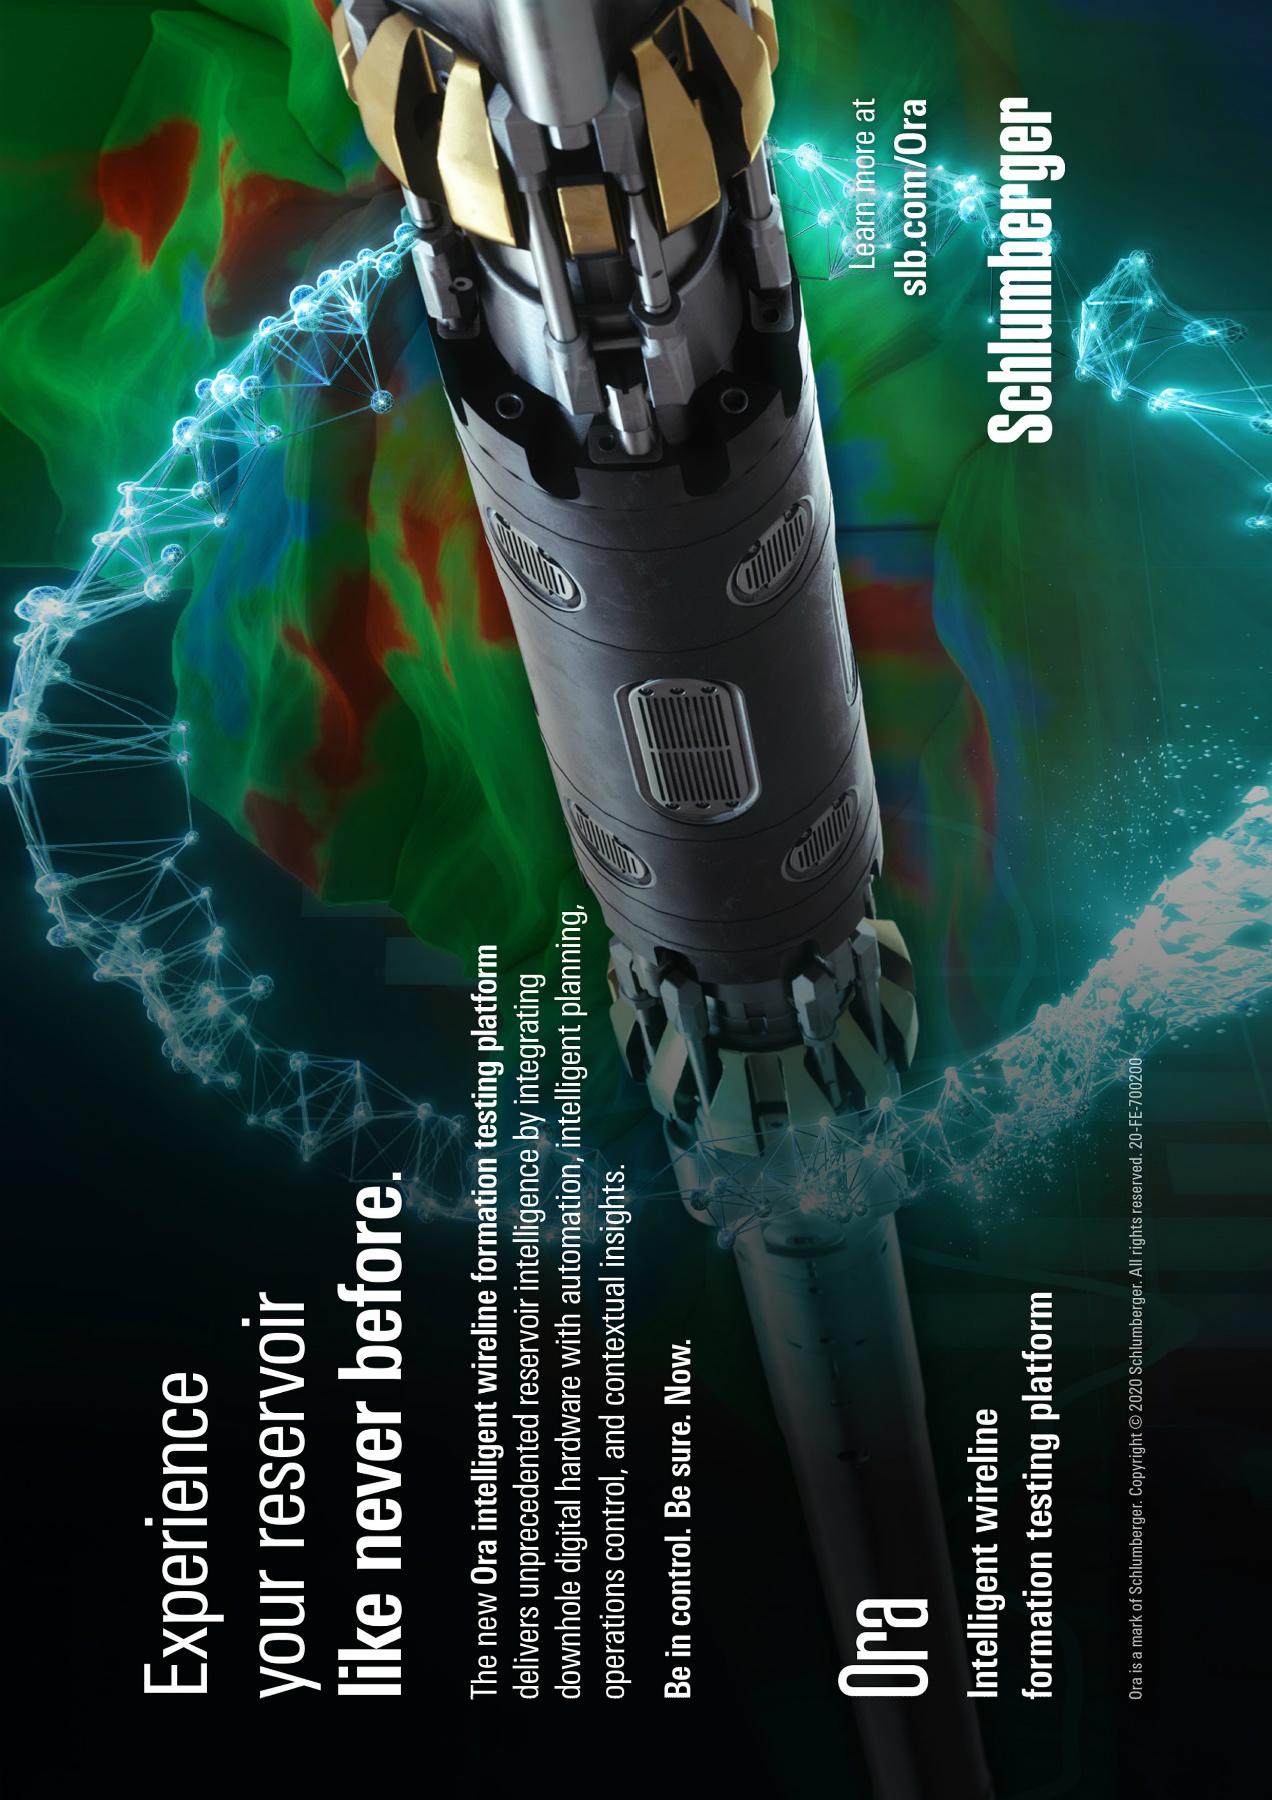 Experience
your reservoir
like never before.
The new Ora intelligent wireline formation testing platform
delivers unprecedented reservoir intelligence by integrating
downhole digital hardware with automation, intelligent planning,
operations control, and contextual insights.
Be in control. Be sure. Now.
Ora
Intelligent wireline
formation testing platform
Learn more at
slb.com/Ora
Schlumberger
Ora is a mark of Schlumberger. Copyright © 2020 Schlumberger. All rights reserved. 20-FE-700200